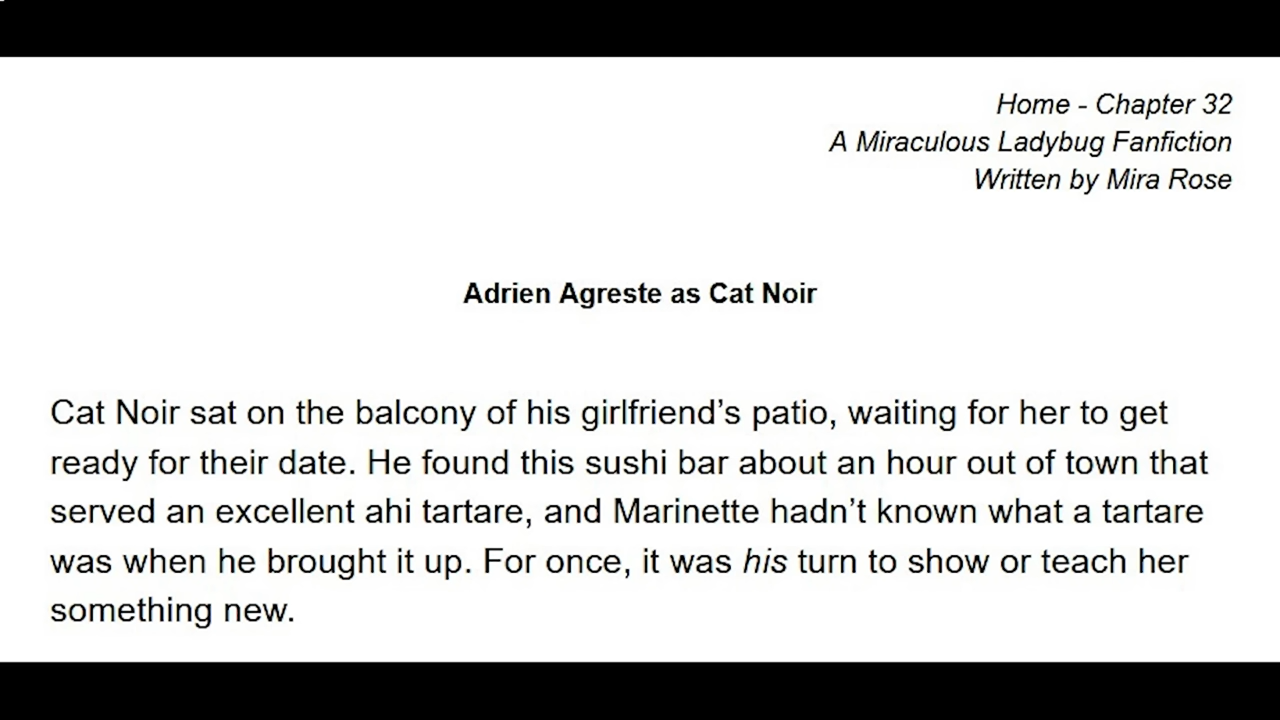 Home - Chapter 32
A Miraculous Ladybug Fanfiction
Written by Mira Rose
Adrien Agreste as Cat Noir
Cat Noir sat on the balcony of his girlfriend’s patio, waiting for her to get
ready for their date. He found this sushi bar about an hour out of town that
served an excellent ahi tartare, and Marinette hadn’t known what a tartare
was when he brought it up. For once, it was his turn to show or teach her
something new.